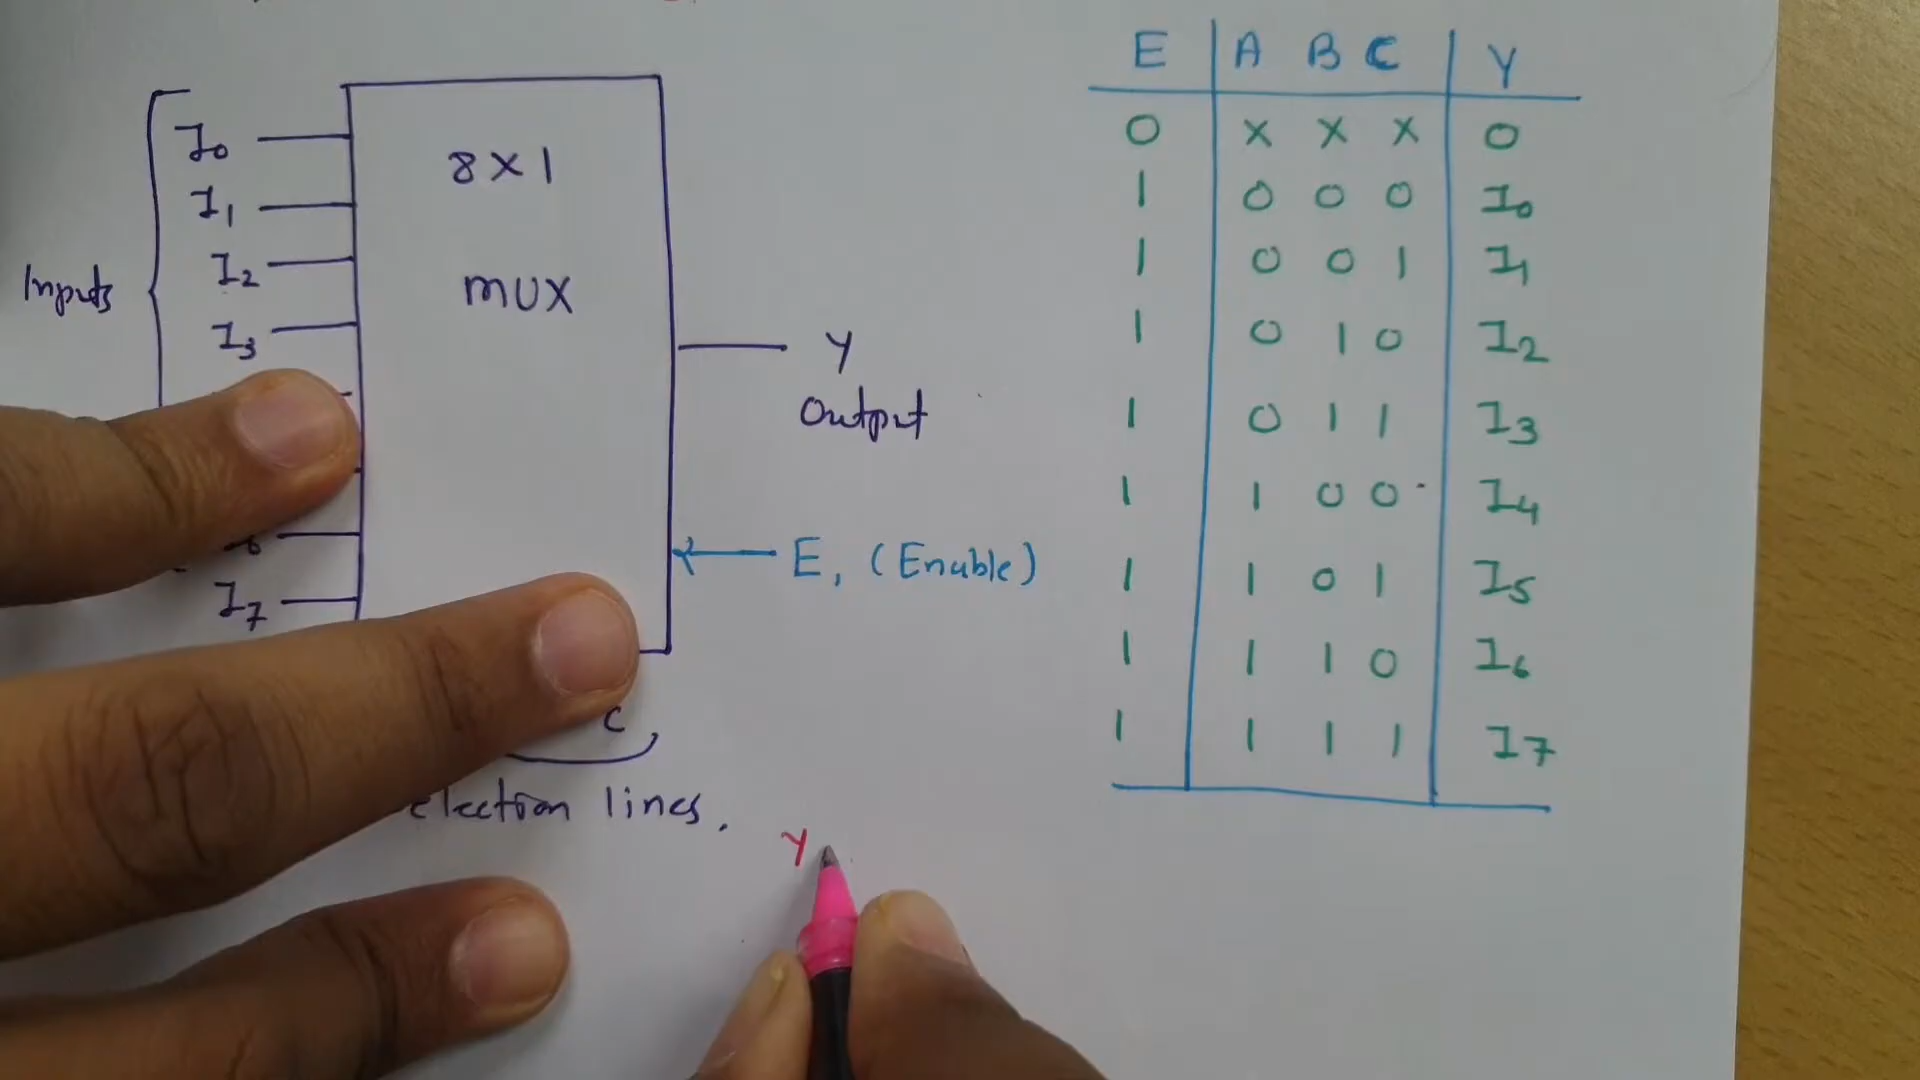 8 X 1
MUX
Inputs
I0
I1
I2
I3
I7
Y
Output
E, (Enable)
C
election lines.
Y
E A B C Y
0 X X X 0
1 0 0 0 I0
1 0 0 1 I1
1 0 1 0 I2
1 0 1 1 I3
1 1 0 0 I4
1 1 0 1 I5
1 1 1 0 I6
1 1 1 1 I7